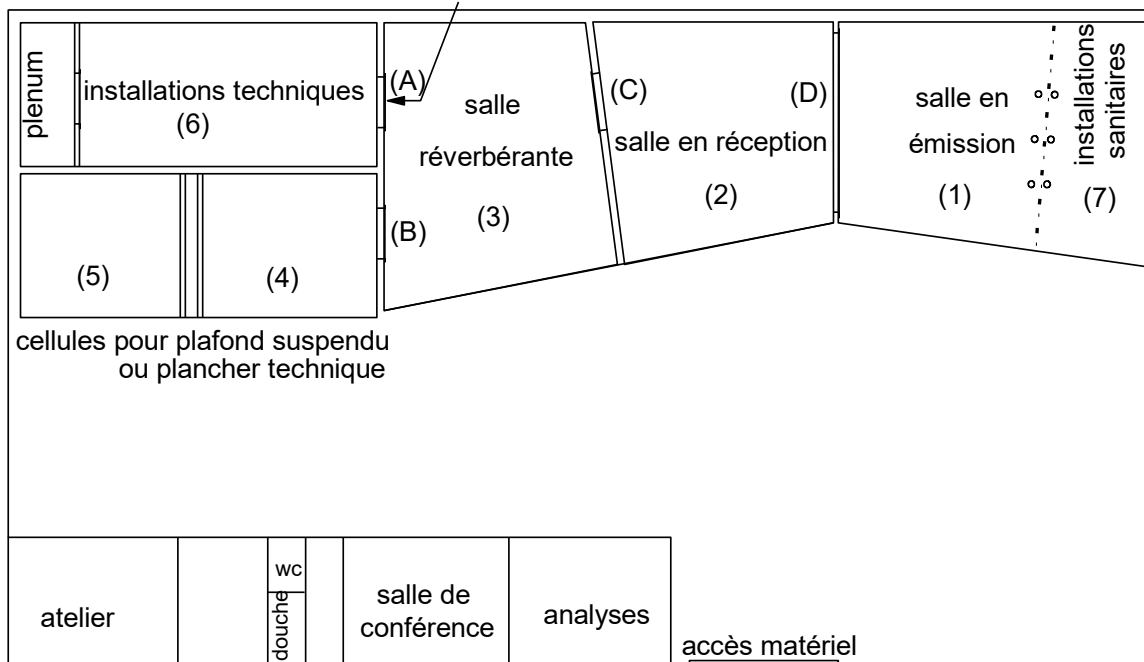 plenum
installations techniques
(6)
(A)
salle
réverbérante
(3)
(B)
(C)
salle en réception
(2)
(D)
salle en
émission
(1)
installations
sanitaires
(7)
(5)
(4)
cellules pour plafond suspendu
ou plancher technique
atelier
wc
douche
salle de
conférence
analyses
accès matériel